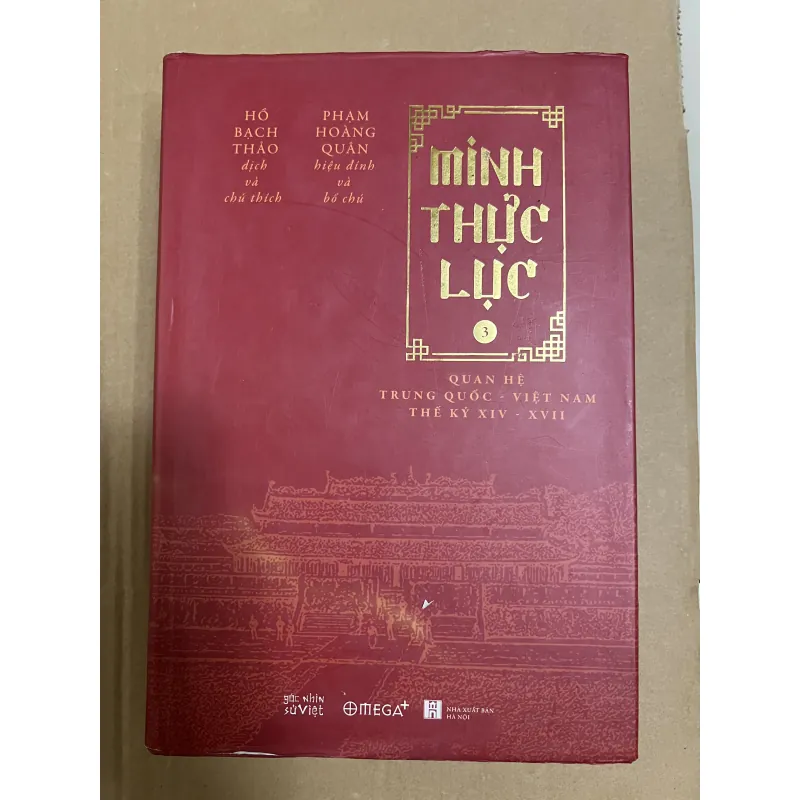 HỒ
BẠCH
THẢO
dịch
và
chú thích
PHẠM
HOÀNG
QUÂN
hiệu đính
và
bổ chú
MINH
THỰC
LỤC
3
QUAN HỆ
TRUNG QUỐC - VIỆT NAM
THẾ KỶ XIV - XVII
góc nhìn
sử Việt
OMEGA+
NHÀ XUẤT BẢN
HÀ NỘI